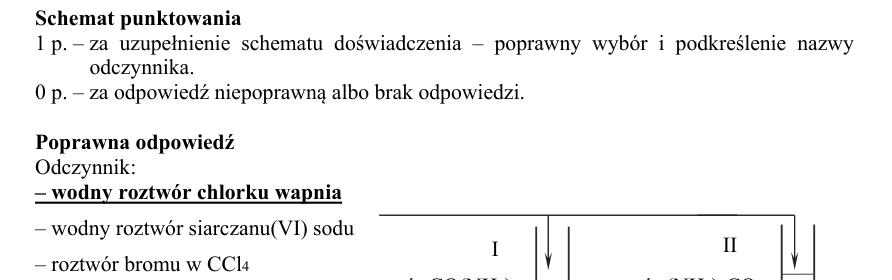 Schemat punktowania
1 p. – za uzupełnienie schematu doświadczenia – poprawny wybór i podkreślenie nazwy
odczynnika.
0 p. – za odpowiedź niepoprawną albo brak odpowiedzi.
Poprawna odpowiedź
Odczynnik:
– wodny roztwór chlorku wapnia
– wodny roztwór siarczanu(VI) sodu
I
II
– roztwór bromu w CCl4